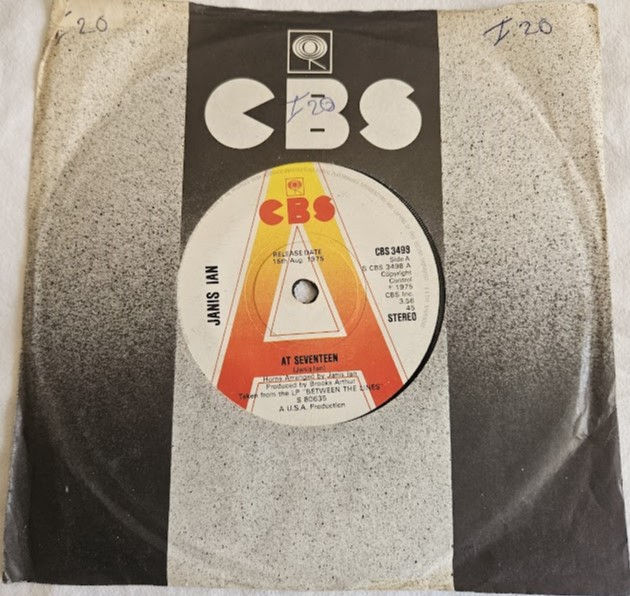 I 20
I 20
CBS
I 20
CBS
RELEASE DATE
15th Aug. 1975
CBS 3498
Side A
S CBS 3498 A
Copyright
Control
℗ 1975
CBS Inc.
3.56
45
STEREO
JANIS IAN
AT SEVENTEEN
(Janis Ian)
Horns Arranged by Janis Ian
Produced by Brooks Arthur
Taken from the LP "BETWEEN THE LINES"
S 80635
A U.S.A. Production